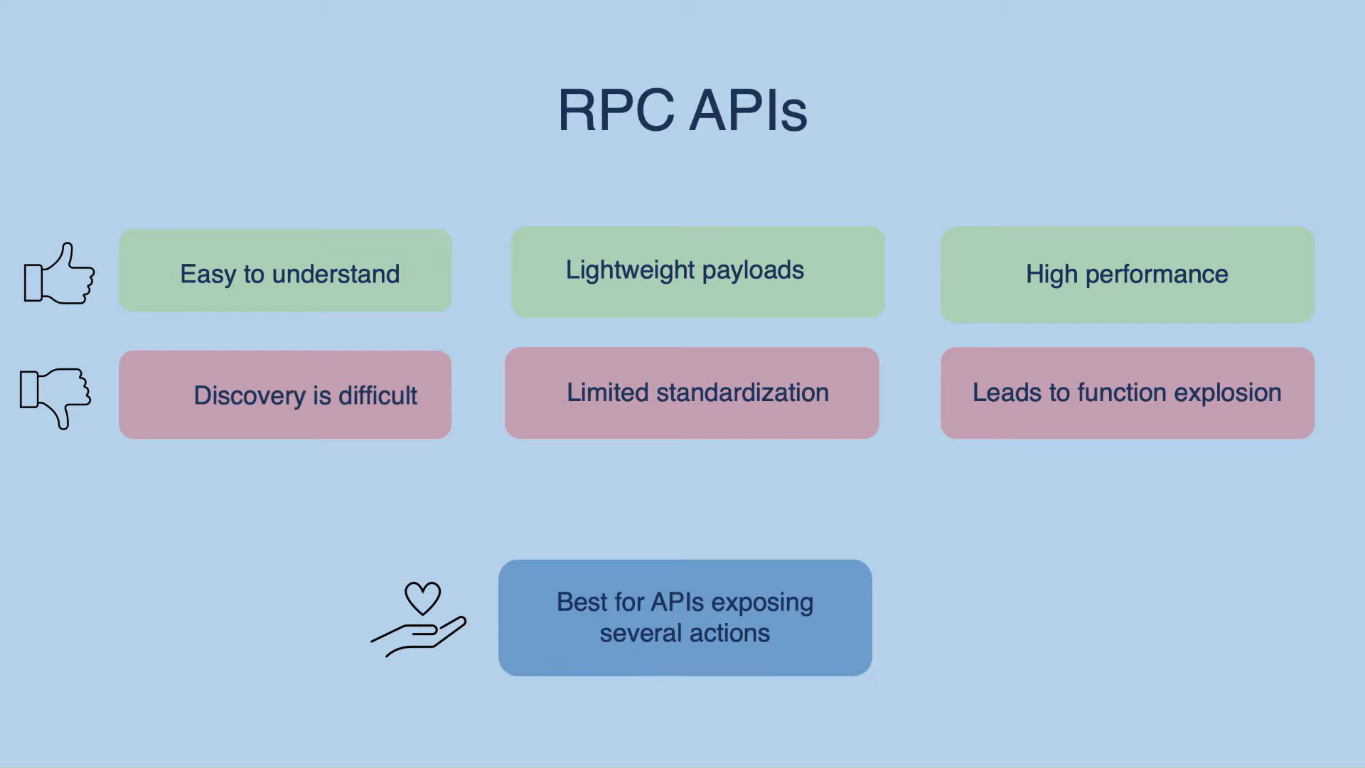 RPC APIs
Easy to understand
Lightweight payloads
High performance
Discovery is difficult
Limited standardization
Leads to function explosion
Best for APIs exposing
several actions